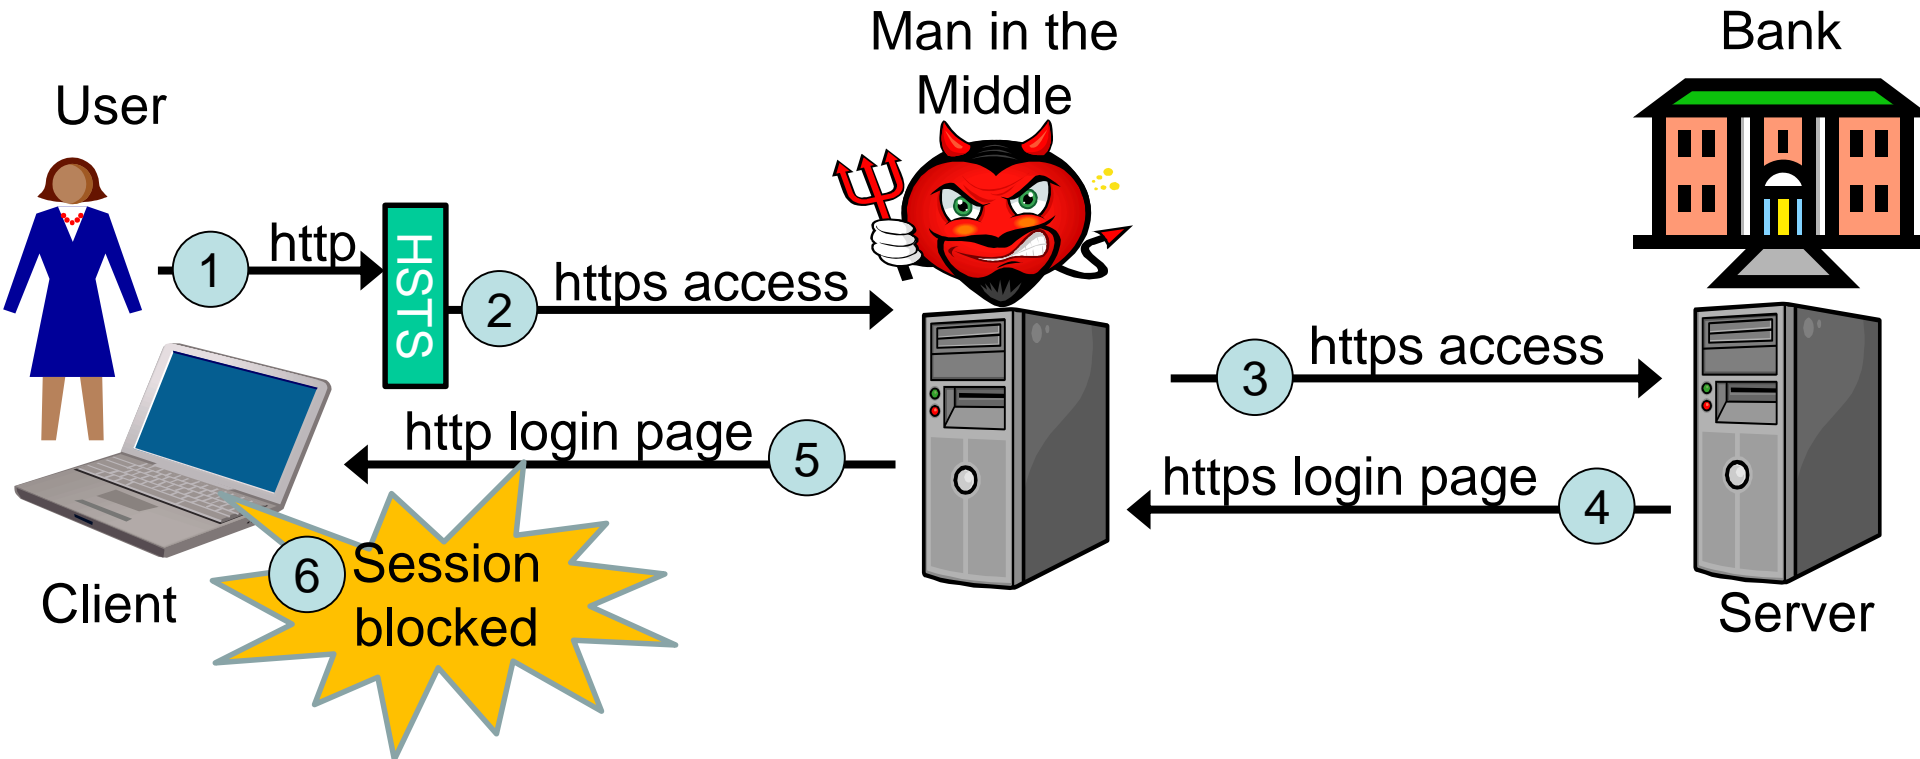 Man in the
Middle
Bank
User
1
http
HSTS
2
https access
3
https access
http login page
5
https login page
4
6
Session
blocked
Client
Server